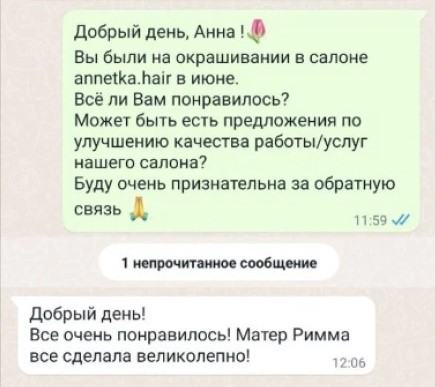 Добрый день, Анна !🌷
Вы были на окрашивании в салоне
annetka.hair в июне.
Всё ли Вам понравилось?
Может быть есть предложения по
улучшению качества работы/услуг
нашего салона?
Буду очень признательна за обратную
связь 🙏
11:59
1 непрочитанное сообщение
Добрый день!
Все очень понравилось! Матер Римма
все сделала великолепно!
12:06